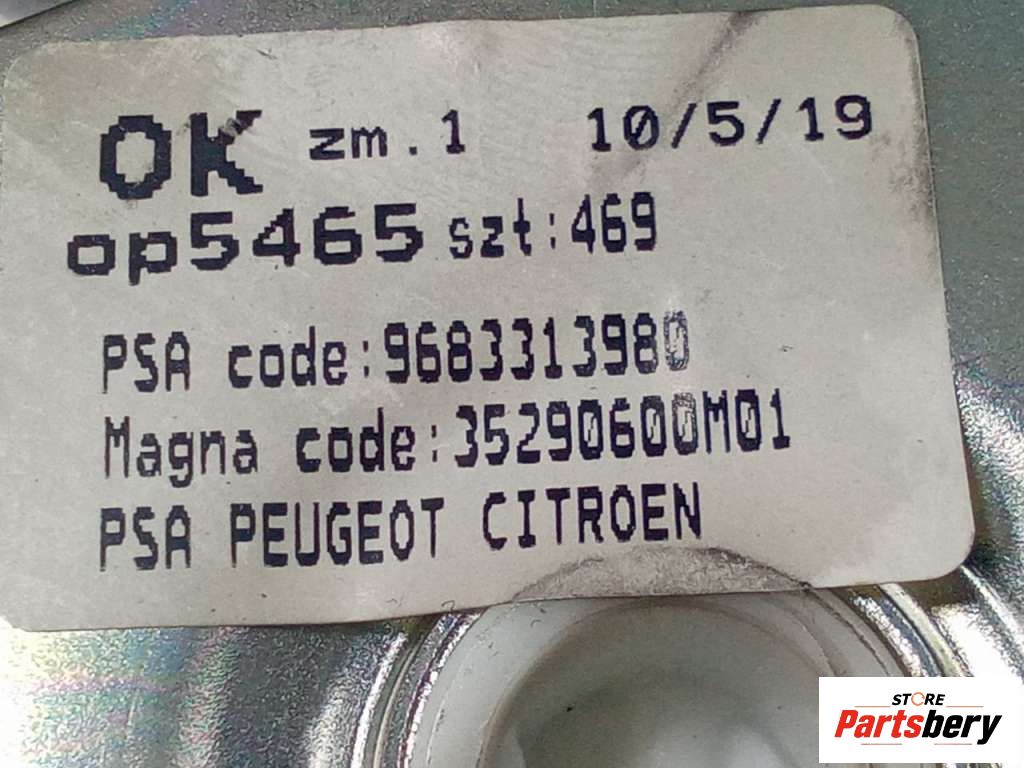 OK zm.1 10/5/19
op5465 szt:469
PSA code:9683313980
Magna code:35290600M01
PSA PEUGEOT CITROEN
STORE
Partsbery